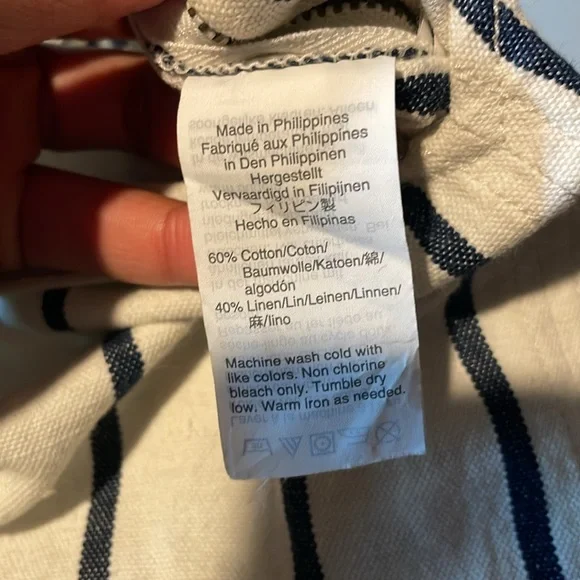 Made in Philippines
Fabriqué aux Philippines
in Den Philippinen
Hergestellt
Vervaardigd in Filipijnen
フィリピン製
Hecho en Filipinas
60% Cotton/Coton/
Baumwolle/Katoen/綿/
algodón
40% Linen/Lin/Leinen/Linnen/
麻/lino
Machine wash cold with
like colors. Non chlorine
bleach only. Tumble dry
low. Warm iron as needed.